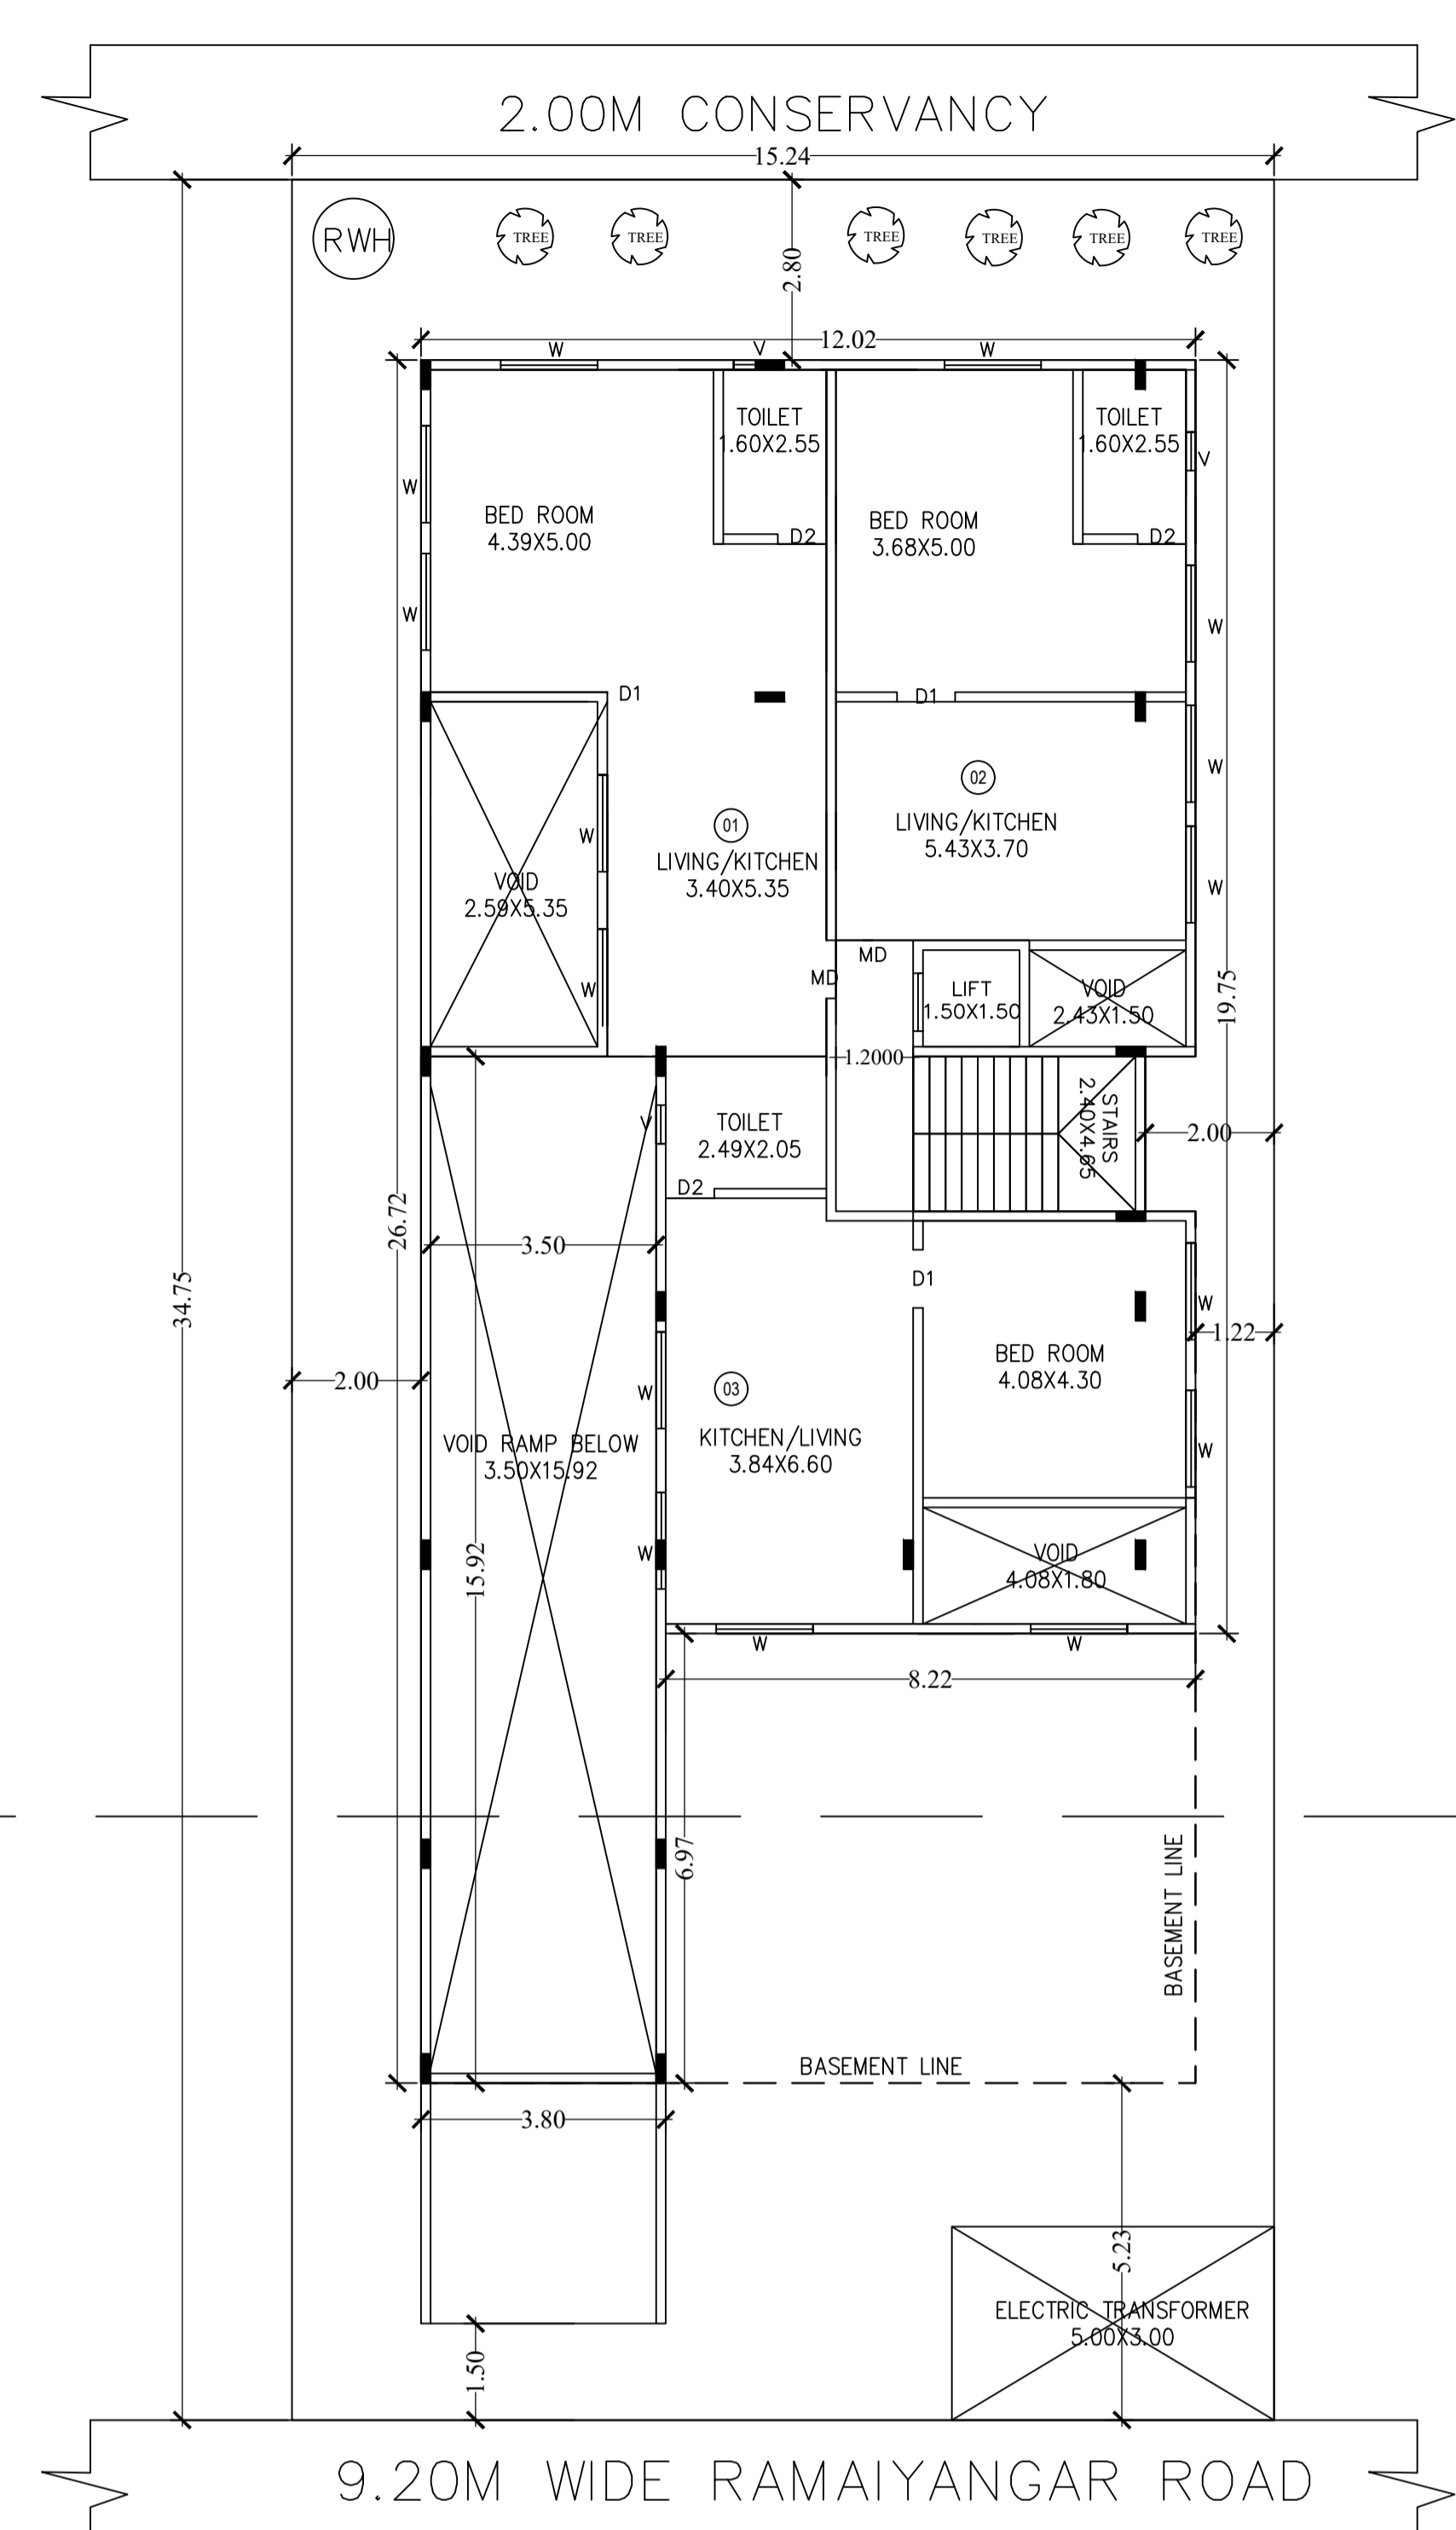 2.00M CONSERVANCY
15.24
RWH
TREE
TREE
TREE
TREE
TREE
TREE
2.80
12.02
W
V
W
TOILET
1.60X2.55
TOILET
1.60X2.55
V
W
BED ROOM
4.39X5.00
BED ROOM
3.68X5.00
D2
D2
W
W
D1
D1
W
02
01
LIVING/KITCHEN
5.43X3.70
W
LIVING/KITCHEN
3.40X5.35
VOID
2.59X5.35
W
MD
MD
W
LIFT
1.50X1.50
VOID
2.43X1.50
19.75
1.2000
STAIRS
2.40X4.65
V
TOILET
2.49X2.05
2.00
D2
26.72
3.50
34.75
D1
W
1.22
BED ROOM
4.08X4.30
2.00
03
W
VOID RAMP BELOW
3.50X15.92
KITCHEN/LIVING
3.84X6.60
W
15.92
W
VOID
4.08X1.80
W
W
8.22
6.97
BASEMENT LINE
BASEMENT LINE
3.80
5.23
ELECTRIC TRANSFORMER
5.00X3.00
1.50
9.20M WIDE RAMAIYANGAR ROAD